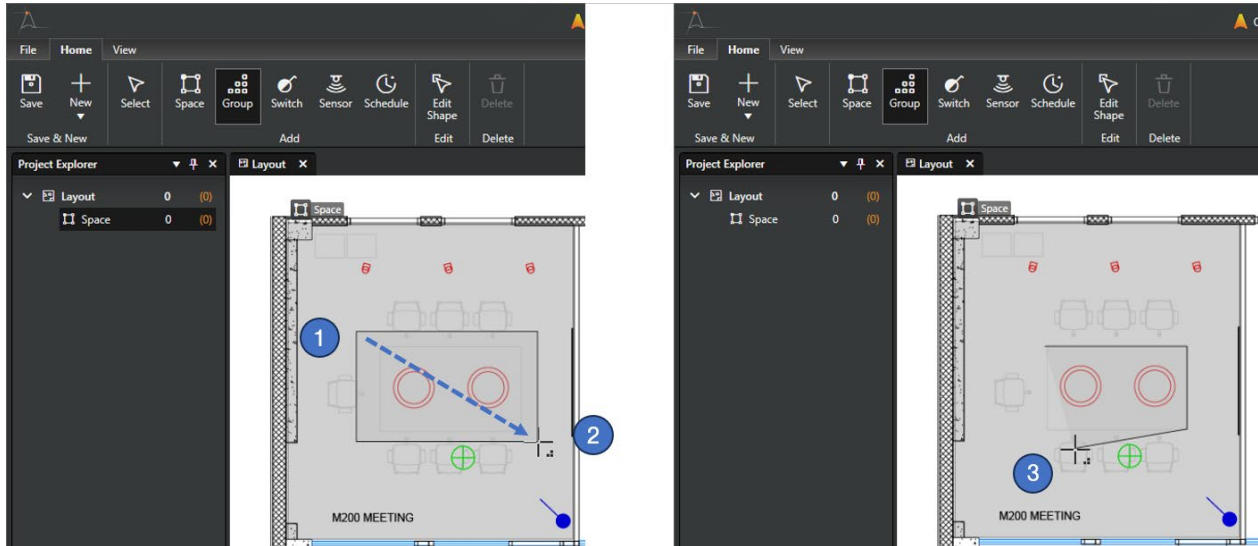 File Home View
Save New Select Space Group Switch Sensor Schedule Edit Shape Delete
Save & New Add Edit Delete
Project Explorer Layout
Layout 0 (0)
Space 0 (0)
Space
1
2
M200 MEETING
File Home View
Save New Select Space Group Switch Sensor Schedule Edit Shape Delete
Save & New Add Edit Delete
Project Explorer Layout
Layout 0 (0)
Space 0 (0)
Space
3
M200 MEETING